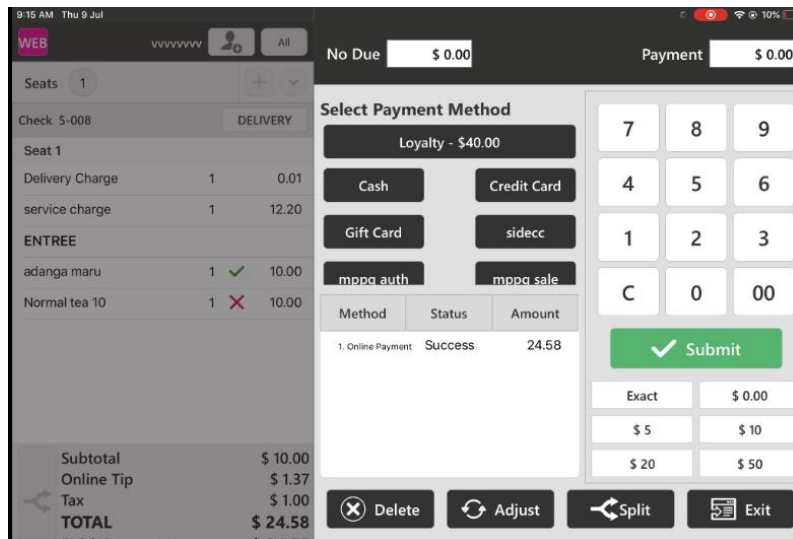 9:15 AM Thu 9 Jul
10%
WEB vvvvvvvv All
Seats 1
Check 5-008 DELIVERY
Seat 1
Delivery Charge 1 0.01
service charge 1 12.20
ENTREE
adanga maru 1 10.00
Normal tea 10 1 10.00
Subtotal $ 10.00
Online Tip $ 1.37
Tax $ 1.00
TOTAL $ 24.58
No Due $ 0.00 Payment $ 0.00
Select Payment Method
Loyalty - $40.00
Cash Credit Card
Gift Card sidecc
mppg auth mppg sale
Method Status Amount
1. Online Payment Success 24.58
7 8 9
4 5 6
1 2 3
C 0 00
Submit
Exact $ 0.00
$ 5 $ 10
$ 20 $ 50
Delete Adjust Split Exit